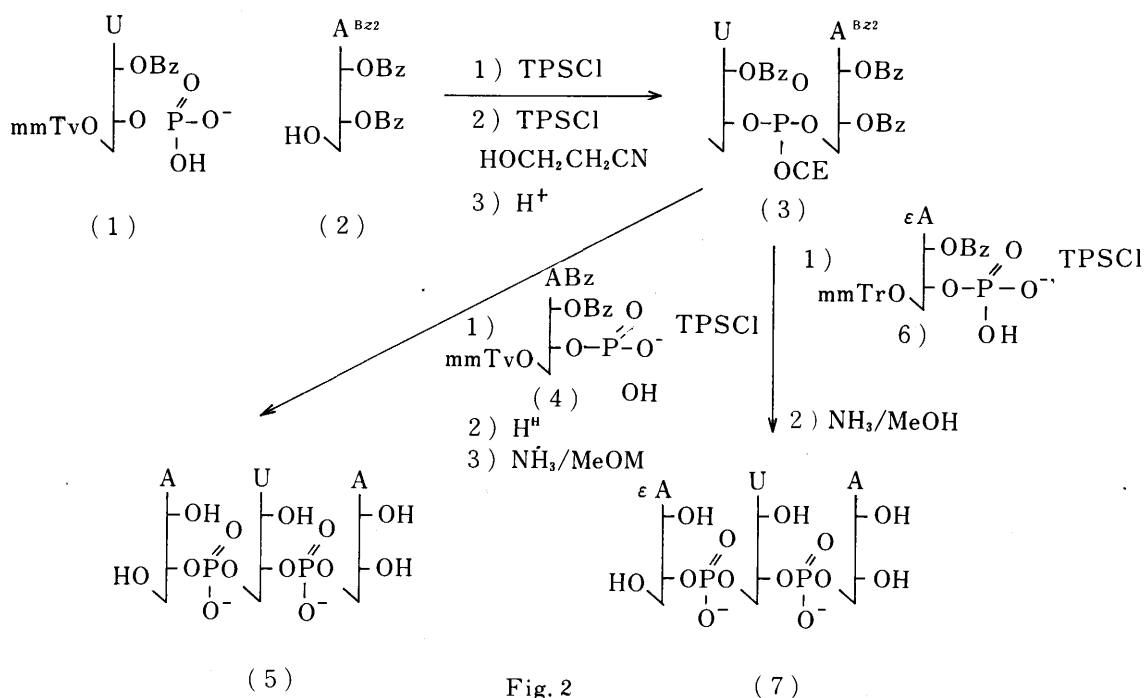 U
OBz
O
mmTvO
O P O⁻
OH
(1)
A^Bz2
OBz
OBz
HO
(2)
1) TPSCl
2) TPSCl
HOCH₂CH₂CN
3) H⁺
U
A^Bz2
OBz O
OBz
O-P-O
OBz
OCE
(3)
1)
εA
OBz O
mmTrO
O-P-O⁻, TPSCl
OH
6)
2) NH₃/MeOH
1)
ABz
OBz O
mmTvO
O-P-O⁻ TPSCl
OH
(4)
2) H^H
3) NH₃/MeOM
A U A
OH OH OH
O O
HO OPO OPO OH
O⁻ O⁻
(5)
εA U A
OH OH OH
O O
HO OPO OPO OH
O⁻ O⁻
(7)
Fig. 2